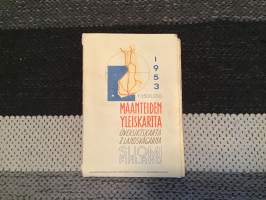 1953
MAANTEIDEN
YLEISKARTTA
ÖVERSIKTSKARTA
SUOMI
FINLAND